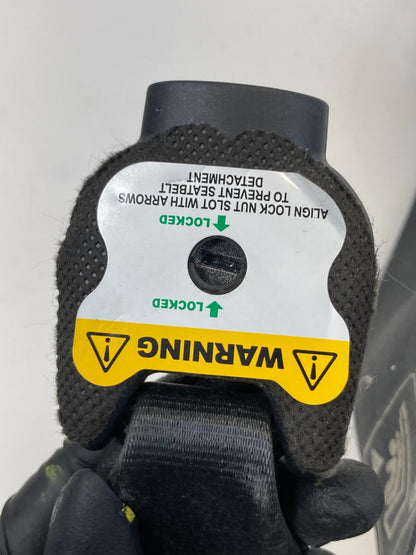 WARNING
LOCKED
LOCKED
ALIGN LOCK NUT SLOT WITH ARROWS
TO PREVENT SEATBELT
DETACHMENT